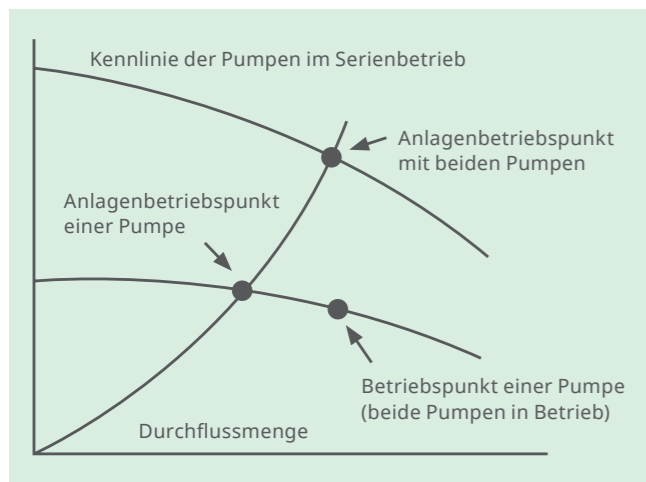 Kennlinie der Pumpen im Serienbetrieb
Anlagenbetriebspunkt
mit beiden Pumpen
Anlagenbetriebspunkt
einer Pumpe
Betriebspunkt einer Pumpe
(beide Pumpen in Betrieb)
Durchflussmenge